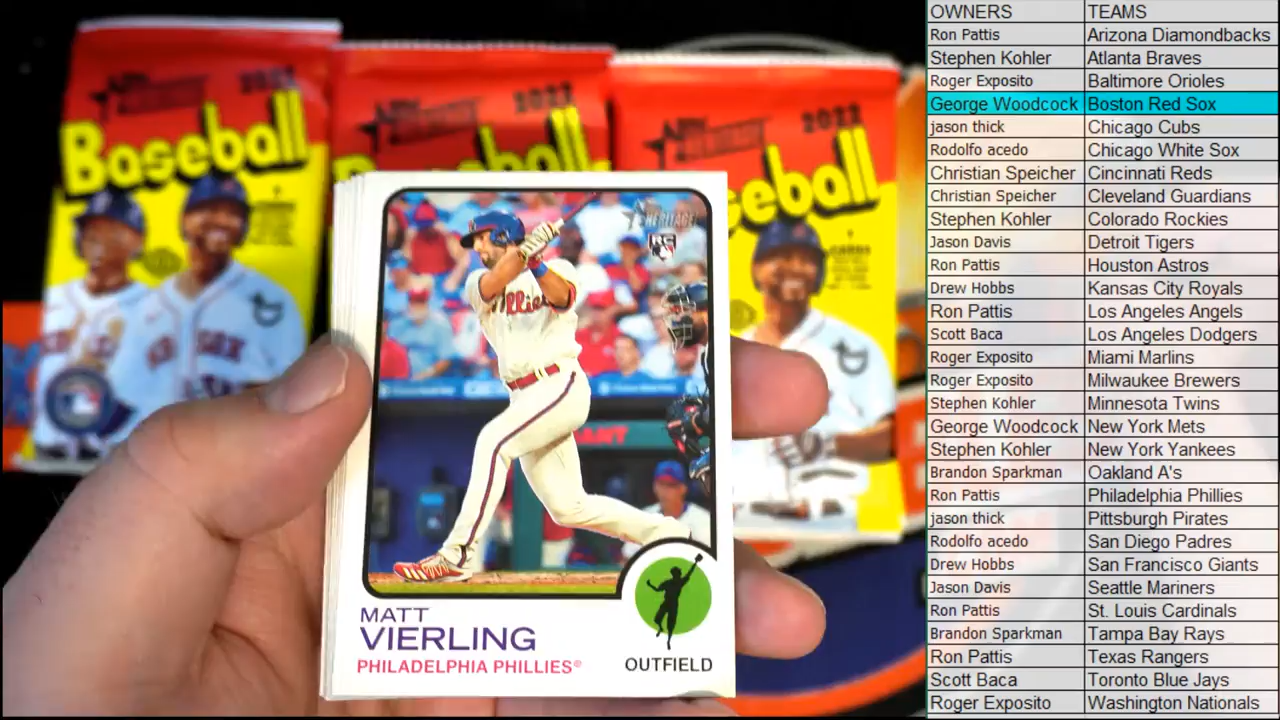 2022
Baseball
2022
Baseball
2022
Baseball
HERITAGE
RC
Phillies
MATT
VIERLING
PHILADELPHIA PHILLIES®
OUTFIELD
OWNERS TEAMS
Ron Pattis Arizona Diamondbacks
Stephen Kohler Atlanta Braves
Roger Exposito Baltimore Orioles
George Woodcock Boston Red Sox
jason thick Chicago Cubs
Rodolfo acedo Chicago White Sox
Christian Speicher Cincinnati Reds
Christian Speicher Cleveland Guardians
Stephen Kohler Colorado Rockies
Jason Davis Detroit Tigers
Ron Pattis Houston Astros
Drew Hobbs Kansas City Royals
Ron Pattis Los Angeles Angels
Scott Baca Los Angeles Dodgers
Roger Exposito Miami Marlins
Roger Exposito Milwaukee Brewers
Stephen Kohler Minnesota Twins
George Woodcock New York Mets
Stephen Kohler New York Yankees
Brandon Sparkman Oakland A's
Ron Pattis Philadelphia Phillies
jason thick Pittsburgh Pirates
Rodolfo acedo San Diego Padres
Drew Hobbs San Francisco Giants
Jason Davis Seattle Mariners
Ron Pattis St. Louis Cardinals
Brandon Sparkman Tampa Bay Rays
Ron Pattis Texas Rangers
Scott Baca Toronto Blue Jays
Roger Exposito Washington Nationals